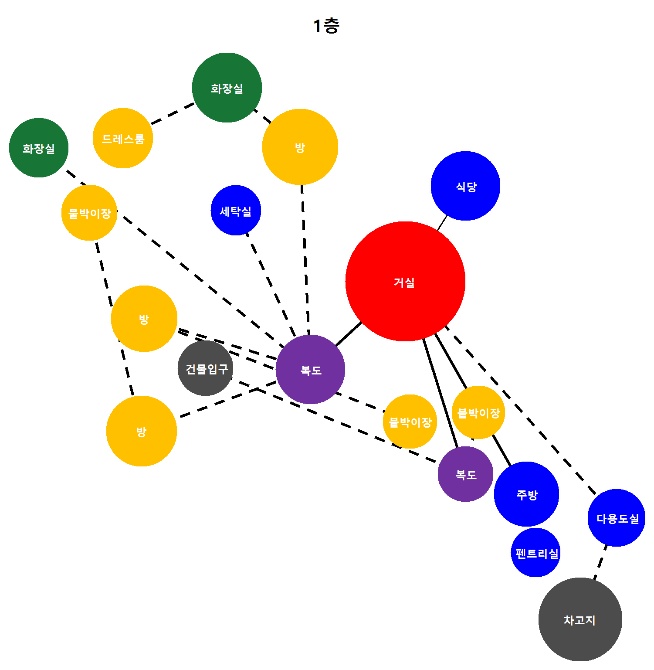 1층
화장실
드레스룸
방
화장실
식당
세탁실
붙박이장
거실
방
복도
건물입구
붙박이장
붙박이장
방
복도
주방
다용도실
펜트리실
차고지